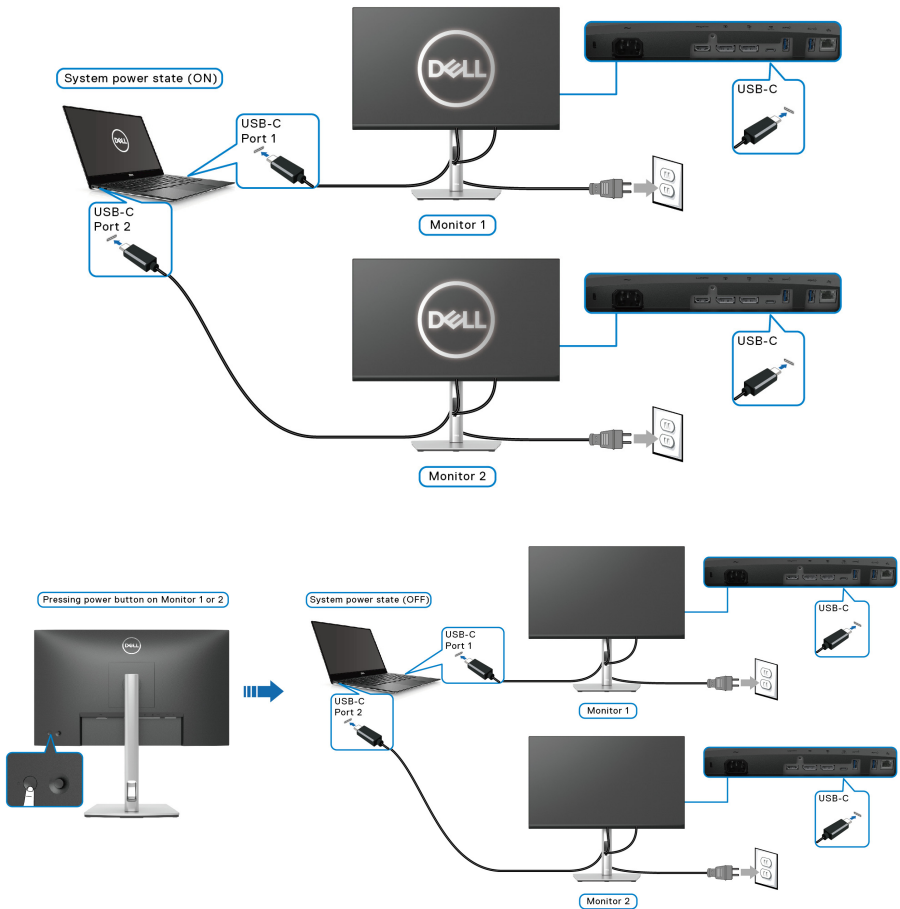 System power state (ON)
DELL
USB-C
USB-C
Port 1
DELL
Monitor 1
USB-C
Port 2
DELL
USB-C
Monitor 2
Pressing power button on Monitor 1 or 2
System power state (OFF)
DELL
USB-C
Port 1
USB-C
Monitor 1
USB-C
Port 2
USB-C
Monitor 2